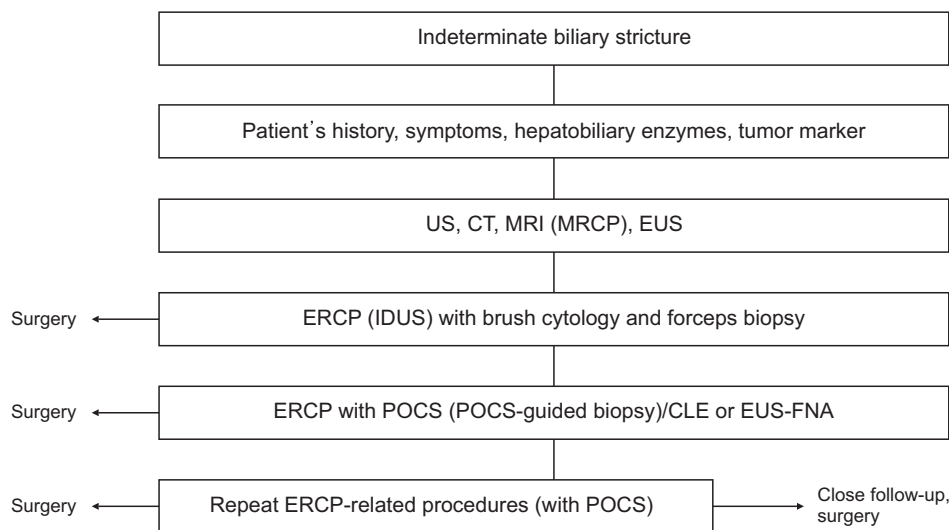 Indeterminate biliary stricture
Patient's history, symptoms, hepatobiliary enzymes, tumor marker
US, CT, MRI (MRCP), EUS
Surgery
ERCP (IDUS) with brush cytology and forceps biopsy
Surgery
ERCP with POCS (POCS-guided biopsy)/CLE or EUS-FNA
Surgery
Repeat ERCP-related procedures (with POCS)
Close follow-up,
surgery